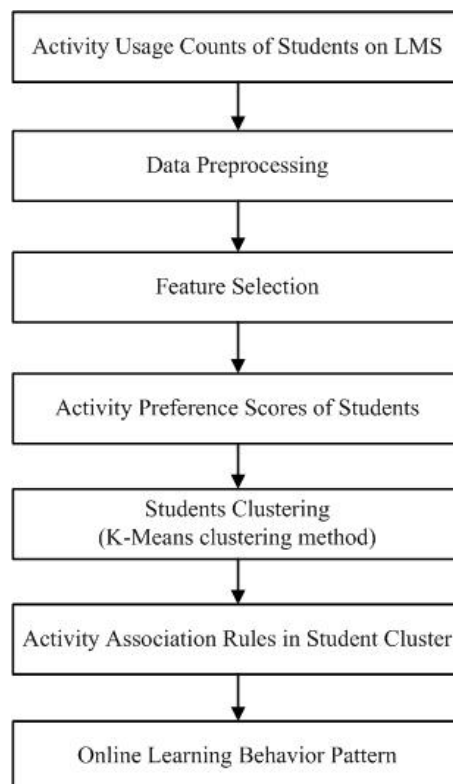 Activity Usage Counts of Students on LMS
Data Preprocessing
Feature Selection
Activity Preference Scores of Students
Students Clustering
(K-Means clustering method)
Activity Association Rules in Student Cluster
Online Learning Behavior Pattern